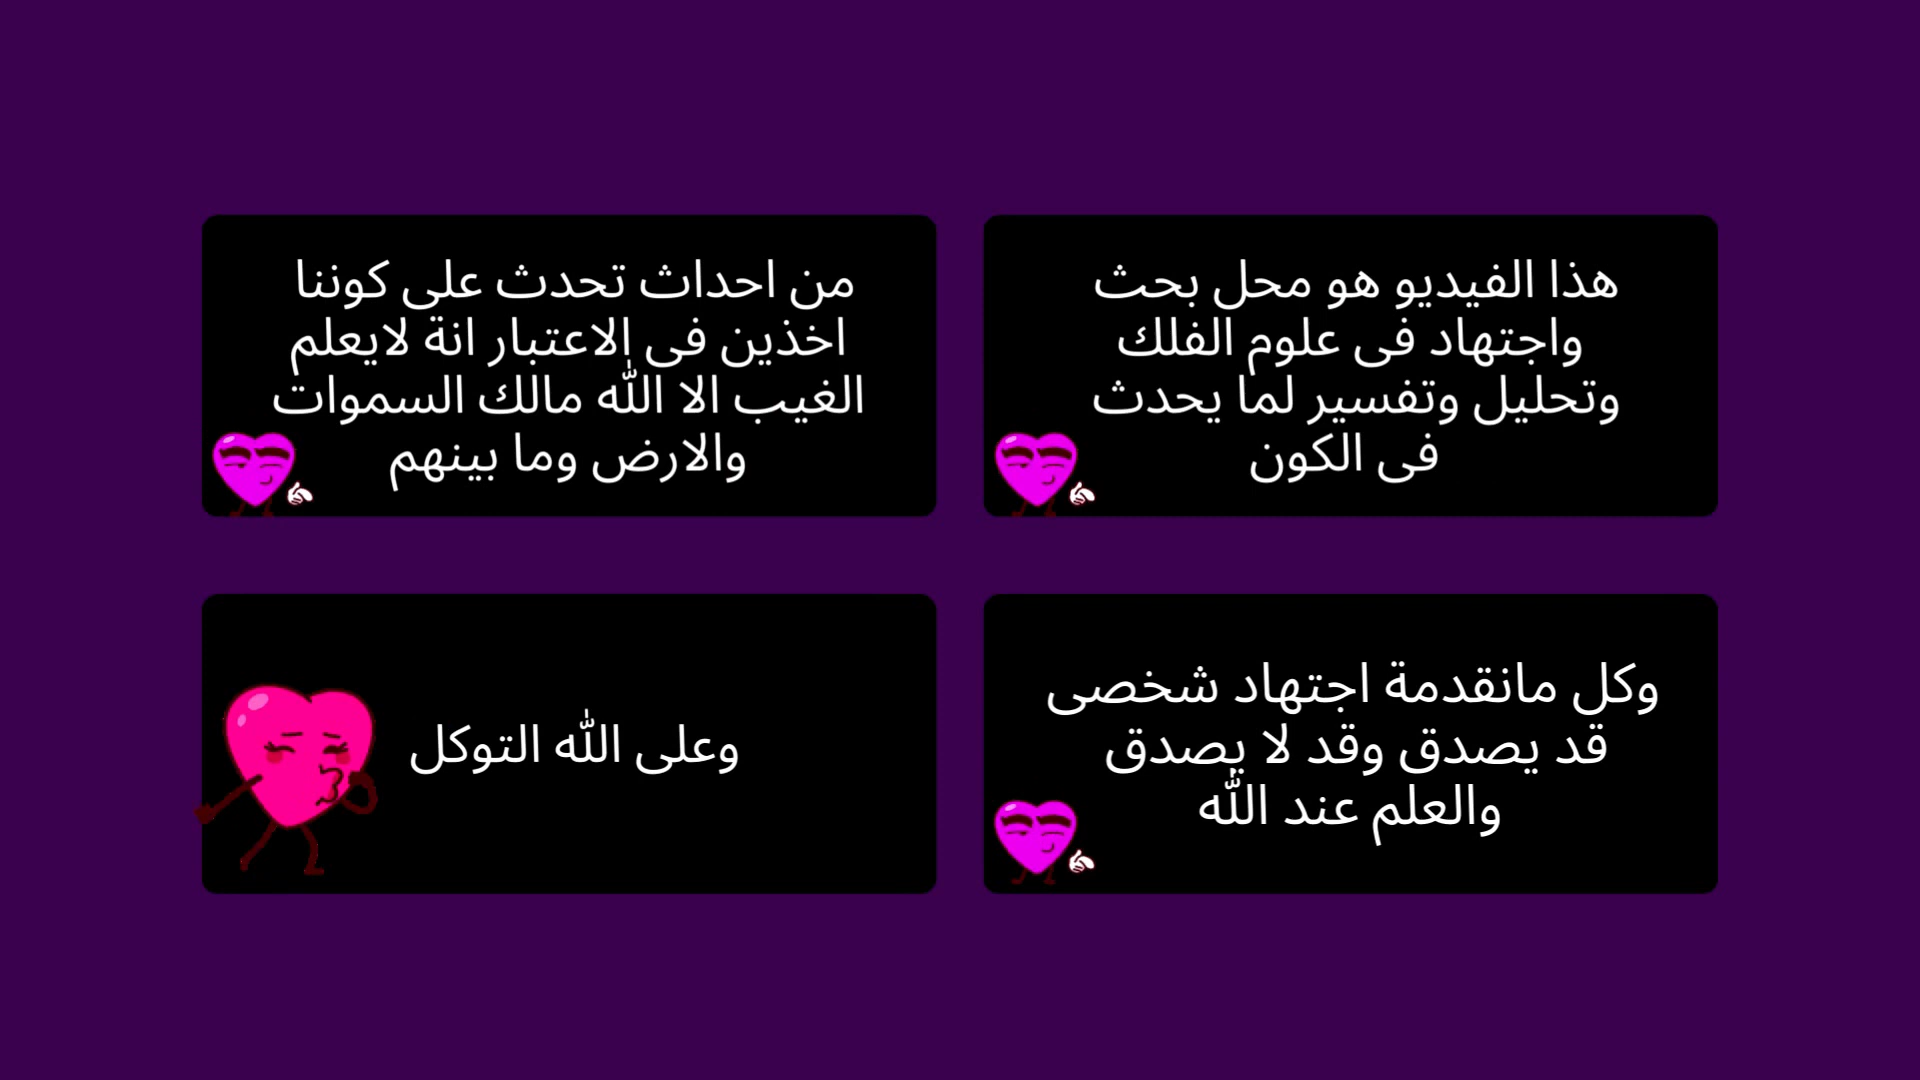 هذا الفيديو هو محل بحث
واجتهاد فى علوم الفلك
وتحليل وتفسير لما يحدث
فى الكون
من احداث تحدث على كوننا
اخذين فى الاعتبار انة لايعلم
الغيب الا الله مالك السموات
والارض وما بينهم
وكل مانقدمة اجتهاد شخصى
قد يصدق وقد لا يصدق
والعلم عند الله
وعلى الله التوكل